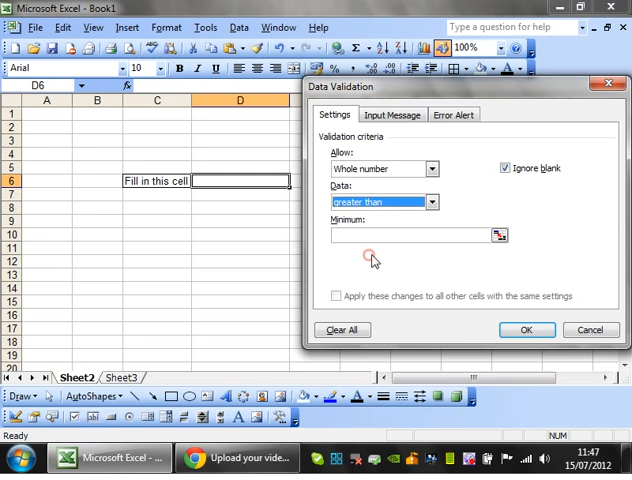 Microsoft Excel - Book1
File Edit View Insert Format Tools Data Window Help
Type a question for help
Σ 100%
Arial 10 B I U
D6 fx
A B C D
1
2
3
4
5
6 Fill in this cell
7
8
9
10
11
12
13
14
15
16
17
18
19
20
Data Validation
Settings Input Message Error Alert
Validation criteria
Allow:
Whole number Ignore blank
Data:
greater than
Minimum:
Apply these changes to all other cells with the same settings
Clear All OK Cancel
Sheet2 Sheet3
Draw AutoShapes
Ready NUM
Microsoft Excel - ... Upload your vide... 11:47
15/07/2012